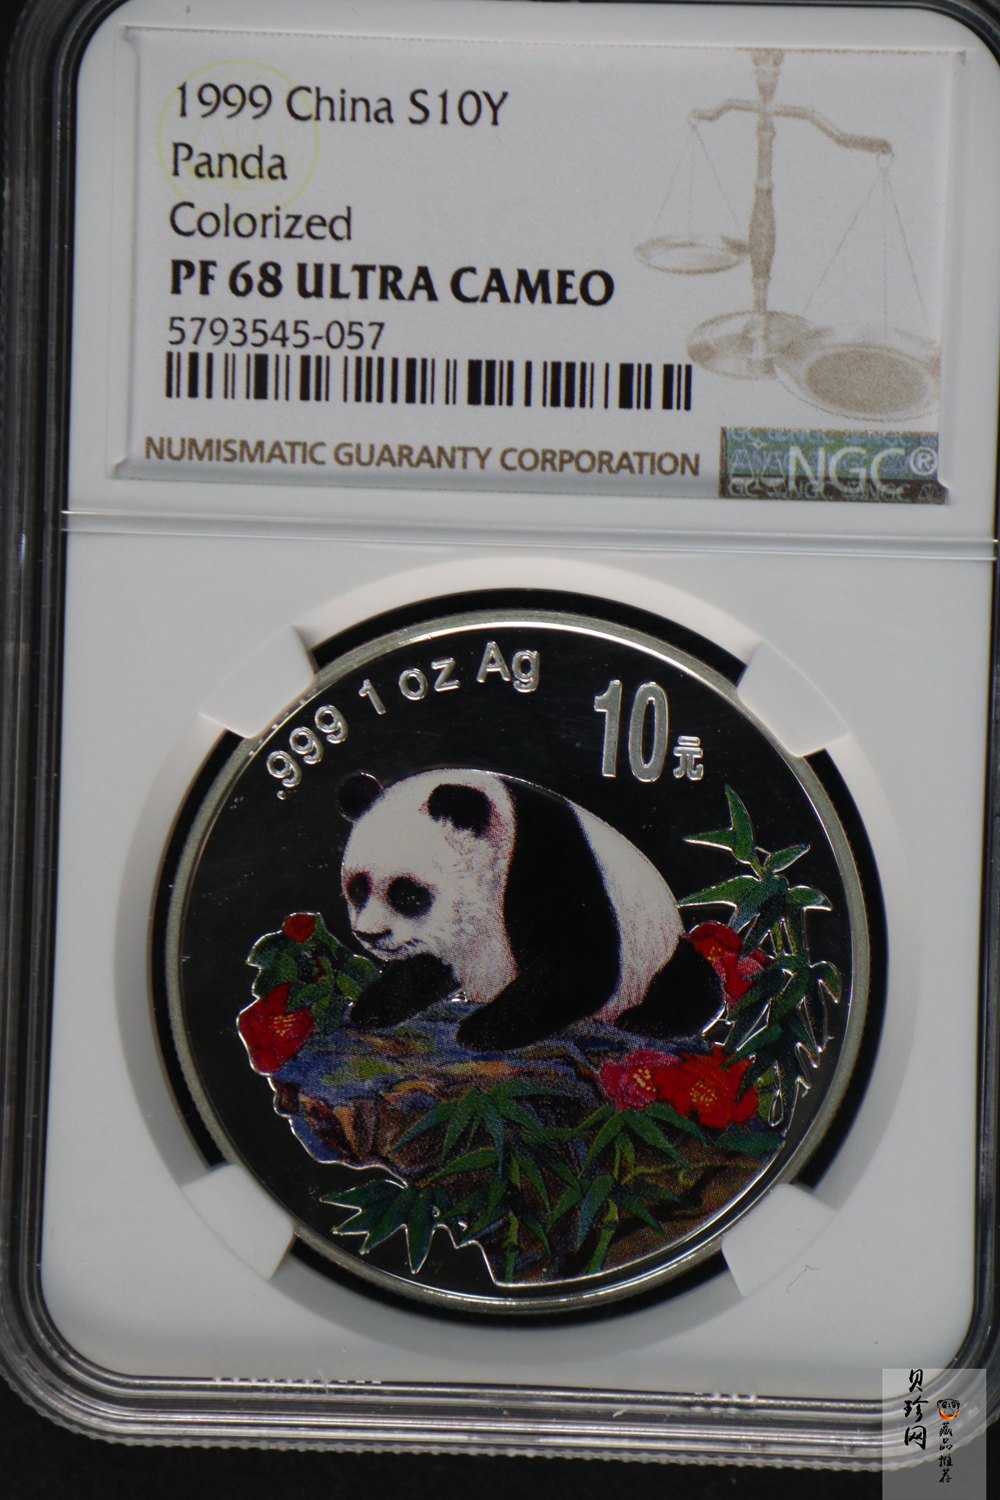 1999 China S10Y
Panda
Colorized
PF 68 ULTRA CAMEO
5793545-057
NUMISMATIC GUARANTY CORPORATION
NGC®
.999 1 oz Ag
10元
贝珍网
藏品推荐